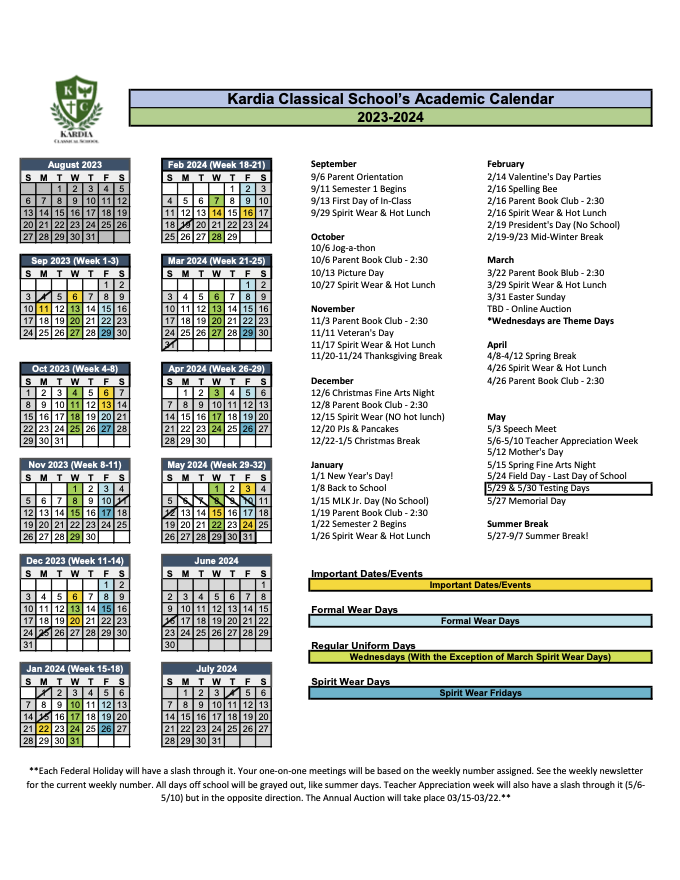 KC
KARDIA
CLASSICAL SCHOOL
Kardia Classical School's Academic Calendar
2023-2024
August 2023
S M T W T F S
1 2 3 4 5
6 7 8 9 10 11 12
13 14 15 16 17 18 19
20 21 22 23 24 25 26
27 28 29 30 31
Sep 2023 (Week 1-3)
S M T W T F S
1 2
3 4 5 6 7 8 9
10 11 12 13 14 15 16
17 18 19 20 21 22 23
24 25 26 27 28 29 30
Oct 2023 (Week 4-8)
S M T W T F S
1 2 3 4 5 6 7
8 9 10 11 12 13 14
15 16 17 18 19 20 21
22 23 24 25 26 27 28
29 30 31
Nov 2023 (Week 8-11)
S M T W T F S
1 2 3 4
5 6 7 8 9 10 11
12 13 14 15 16 17 18
19 20 21 22 23 24 25
26 27 28 29 30
Dec 2023 (Week 11-14)
S M T W T F S
1 2
3 4 5 6 7 8 9
10 11 12 13 14 15 16
17 18 19 20 21 22 23
24 25 26 27 28 29 30
31
Jan 2024 (Week 15-18)
S M T W T F S
1 2 3 4 5 6
7 8 9 10 11 12 13
14 15 16 17 18 19 20
21 22 23 24 25 26 27
28 29 30 31
Feb 2024 (Week 18-21)
S M T W T F S
1 2 3
4 5 6 7 8 9 10
11 12 13 14 15 16 17
18 19 20 21 22 23 24
25 26 27 28 29
Mar 2024 (Week 21-25)
S M T W T F S
1 2
3 4 5 6 7 8 9
10 11 12 13 14 15 16
17 18 19 20 21 22 23
24 25 26 27 28 29 30
31
Apr 2024 (Week 26-29)
S M T W T F S
1 2 3 4 5 6
7 8 9 10 11 12 13
14 15 16 17 18 19 20
21 22 23 24 25 26 27
28 29 30
May 2024 (Week 29-32)
S M T W T F S
1 2 3 4
5 6 7 8 9 10 11
12 13 14 15 16 17 18
19 20 21 22 23 24 25
26 27 28 29 30 31
June 2024
S M T W T F S
1
2 3 4 5 6 7 8
9 10 11 12 13 14 15
16 17 18 19 20 21 22
23 24 25 26 27 28 29
30
July 2024
S M T W T F S
1 2 3 4 5 6
7 8 9 10 11 12 13
14 15 16 17 18 19 20
21 22 23 24 25 26 27
28 29 30 31
September
9/6 Parent Orientation
9/11 Semester 1 Begins
9/13 First Day of In-Class
9/29 Spirit Wear & Hot Lunch
October
10/6 Jog-a-thon
10/6 Parent Book Club - 2:30
10/13 Picture Day
10/27 Spirit Wear & Hot Lunch
November
11/3 Parent Book Club - 2:30
11/11 Veteran's Day
11/17 Spirit Wear & Hot Lunch
11/20-11/24 Thanksgiving Break
December
12/6 Christmas Fine Arts Night
12/8 Parent Book Club - 2:30
12/15 Spirit Wear (NO hot lunch)
12/20 PJs & Pancakes
12/22-1/5 Christmas Break
January
1/1 New Year's Day!
1/8 Back to School
1/15 MLK Jr. Day (No School)
1/19 Parent Book Club - 2:30
1/22 Semester 2 Begins
1/26 Spirit Wear & Hot Lunch
February
2/14 Valentine's Day Parties
2/16 Spelling Bee
2/16 Parent Book Club - 2:30
2/16 Spirit Wear & Hot Lunch
2/19 President's Day (No School)
2/19-9/23 Mid-Winter Break
March
3/22 Parent Book Blub - 2:30
3/29 Spirit Wear & Hot Lunch
3/31 Easter Sunday
TBD - Online Auction
*Wednesdays are Theme Days
April
4/8-4/12 Spring Break
4/26 Spirit Wear & Hot Lunch
4/26 Parent Book Club - 2:30
May
5/3 Speech Meet
5/6-5/10 Teacher Appreciation Week
5/12 Mother's Day
5/15 Spring Fine Arts Night
5/24 Field Day - Last Day of School
5/29 & 5/30 Testing Days
5/27 Memorial Day
Summer Break
5/27-9/7 Summer Break!
Important Dates/Events
Important Dates/Events
Formal Wear Days
Formal Wear Days
Regular Uniform Days
Wednesdays (With the Exception of March Spirit Wear Days)
Spirit Wear Days
Spirit Wear Fridays
**Each Federal Holiday will have a slash through it. Your one-on-one meetings will be based on the weekly number assigned. See the weekly newsletter
for the current weekly number. All days off school will be grayed out, like summer days. Teacher Appreciation week will also have a slash through it (5/6-
5/10) but in the opposite direction. The Annual Auction will take place 03/15-03/22.**